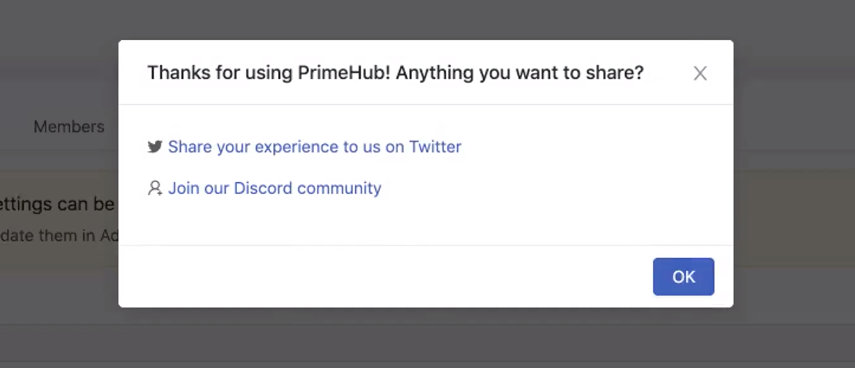 Thanks for using PrimeHub! Anything you want to share?
Members
Share your experience to us on Twitter
Join our Discord community
ettings can be
date them in Ad
OK